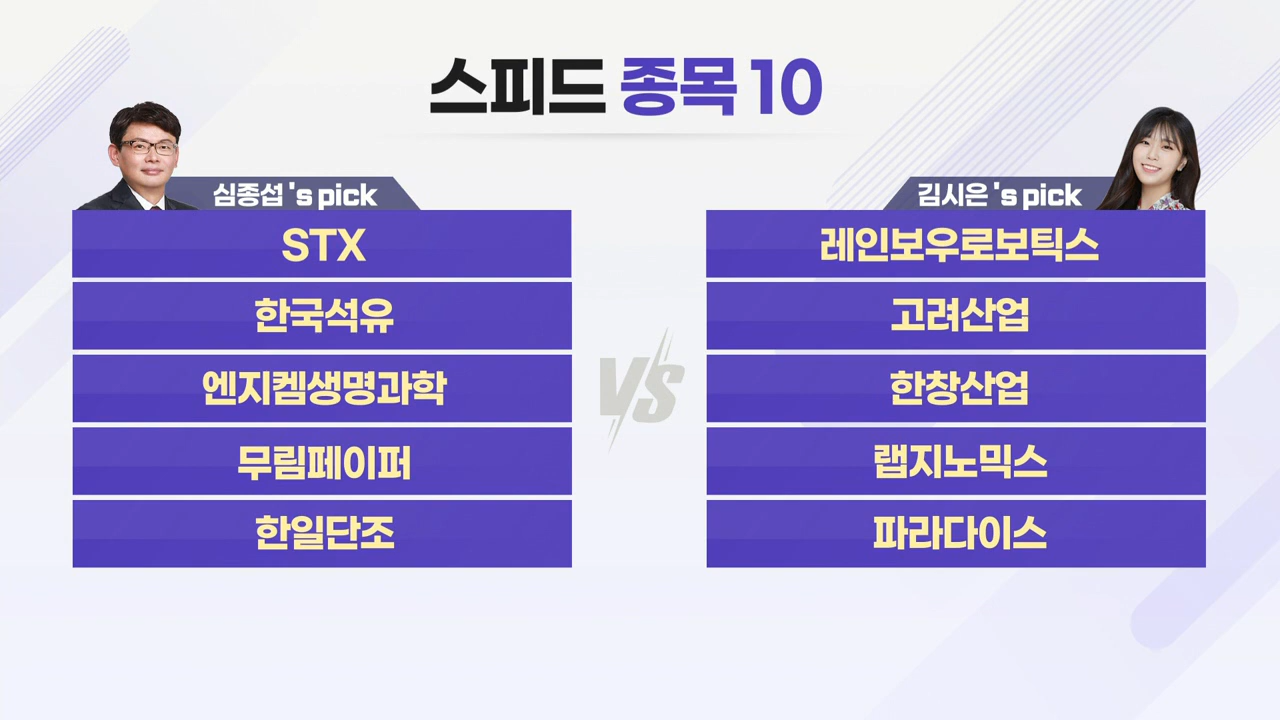 스피드 종목 10
심종섭 's pick
STX
한국석유
엔지켐생명과학
무림페이퍼
한일단조
VS
김시은 's pick
레인보우로보틱스
고려산업
한창산업
랩지노믹스
파라다이스